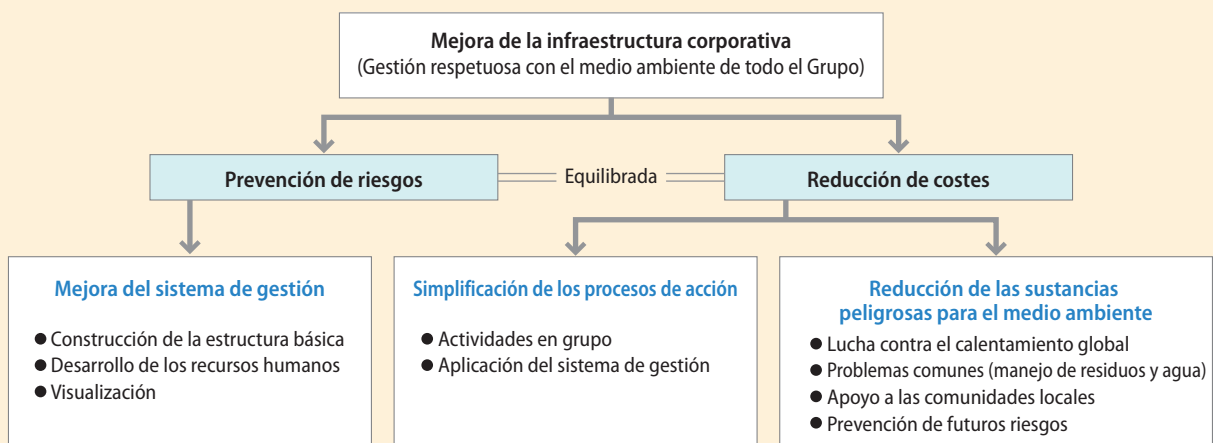 Mejora de la infraestructura corporativa
(Gestión respetuosa con el medio ambiente de todo el Grupo)
Prevención de riesgos
Equilibrada
Reducción de costes
Mejora del sistema de gestión
● Construcción de la estructura básica
● Desarrollo de los recursos humanos
● Visualización
Simplificación de los procesos de acción
● Actividades en grupo
● Aplicación del sistema de gestión
Reducción de las sustancias
peligrosas para el medio ambiente
● Lucha contra el calentamiento global
● Problemas comunes (manejo de residuos y agua)
● Apoyo a las comunidades locales
● Prevención de futuros riesgos